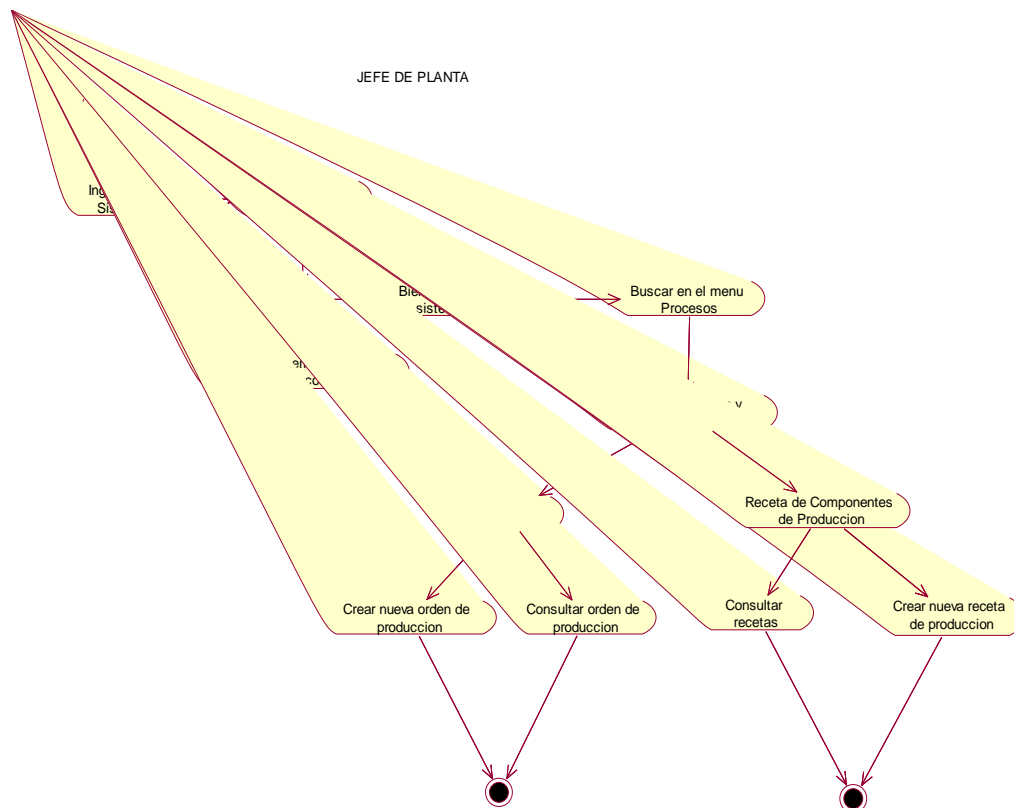 JEFE DE PLANTA
Buscar en el menu
Procesos
Receta de Componentes
de Produccion
Crear nueva orden de
produccion
Consultar orden de
produccion
Consultar
recetas
Crear nueva receta
de produccion